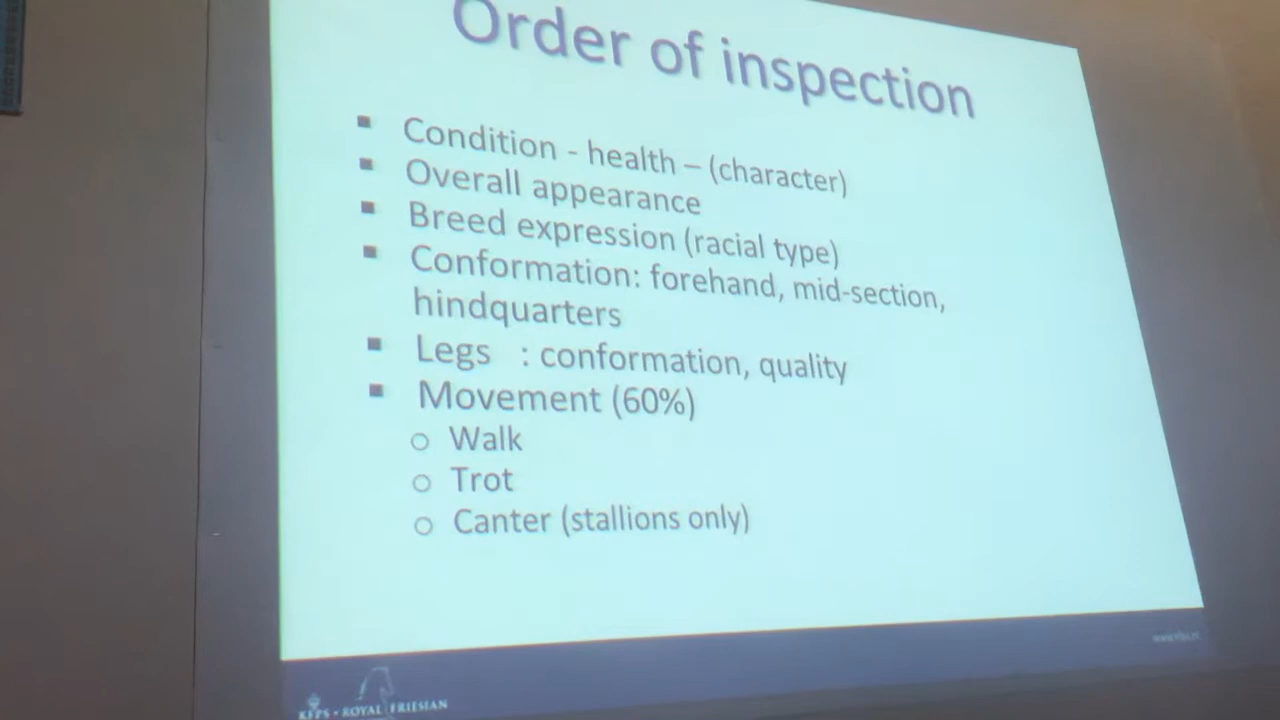 Order of inspection
▪ Condition - health – (character)
▪ Overall appearance
▪ Breed expression (racial type)
▪ Conformation: forehand, mid-section,
hindquarters
▪ Legs : conformation, quality
▪ Movement (60%)
o Walk
o Trot
o Canter (stallions only)
KFPS - ROYAL FRIESIAN